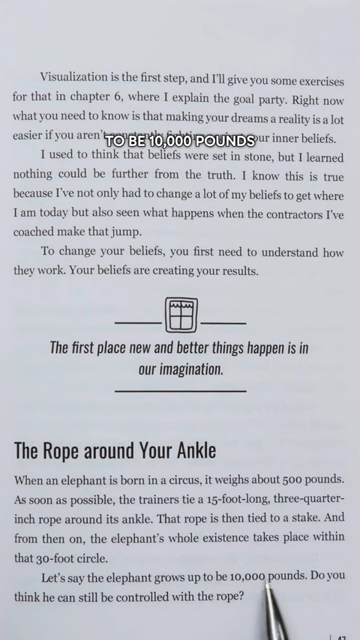 Visualization is the first step, and I'll give you some exercises
for that in chapter 6, where I explain the goal party. Right now
what you need to know is that making your dreams a reality is a lot
easier if you aren't our inner beliefs.
TO BE 10,000 POUNDS
I used to think that beliefs were set in stone, but I learned
nothing could be further from the truth. I know this is true
because I've not only had to change a lot of my beliefs to get where
I am today but also seen what happens when the contractors I've
coached make that jump.
To change your beliefs, you first need to understand how
they work. Your beliefs are creating your results.
The first place new and better things happen is in
our imagination.
The Rope around Your Ankle
When an elephant is born in a circus, it weighs about 500 pounds.
As soon as possible, the trainers tie a 15-foot-long, three-quarter-
inch rope around its ankle. That rope is then tied to a stake. And
from then on, the elephant's whole existence takes place within
that 30-foot circle.
Let's say the elephant grows up to be 10,000 pounds. Do you
think he can still be controlled with the rope?